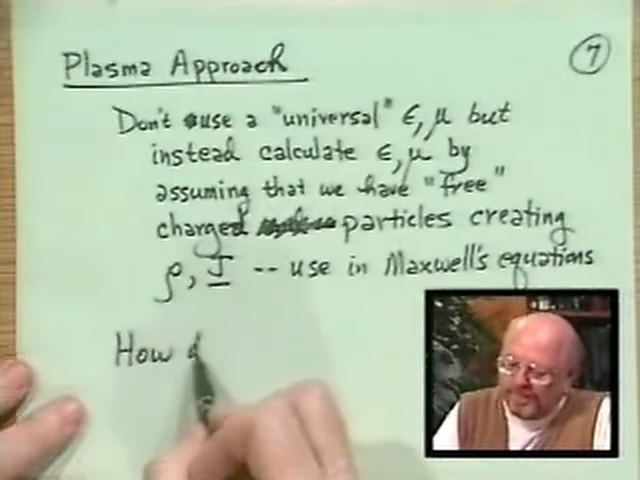 Plasma Approach
7
Don't use a "universal" ε, μ but
instead calculate ε, μ by
assuming that we have "free"
charged particles creating
ρ, J -- use in Maxwell's equations
How d